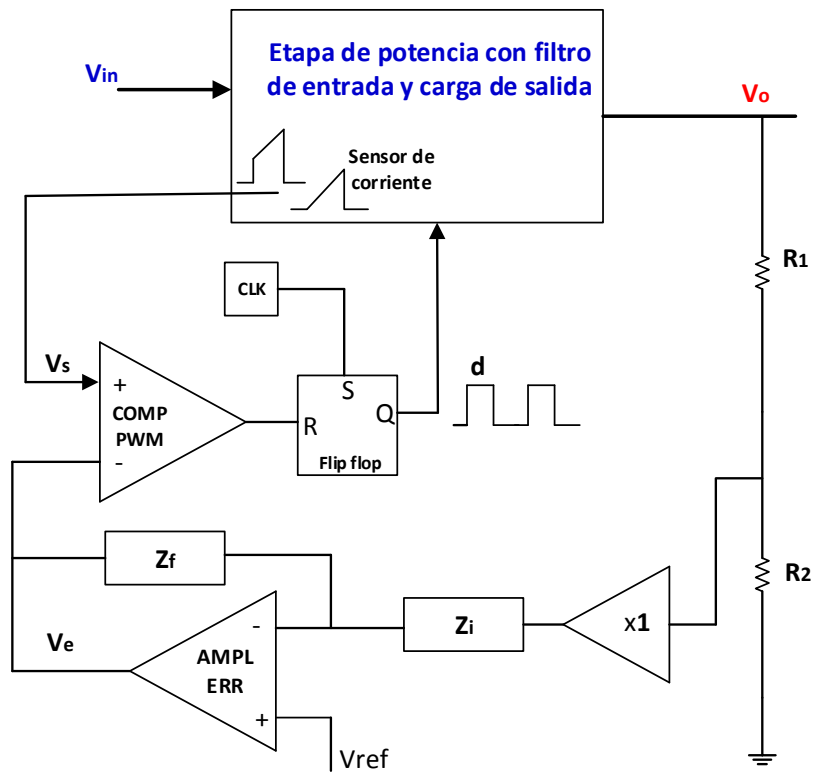 Etapa de potencia con filtro
de entrada y carga de salida
Vin
Vo
Sensor de
corriente
R1
CLK
Vs
+
COMP
PWM
-
S
R
Q
Flip flop
d
Zf
R2
Zi
x1
Ve
-
AMPL
ERR
+
Vref